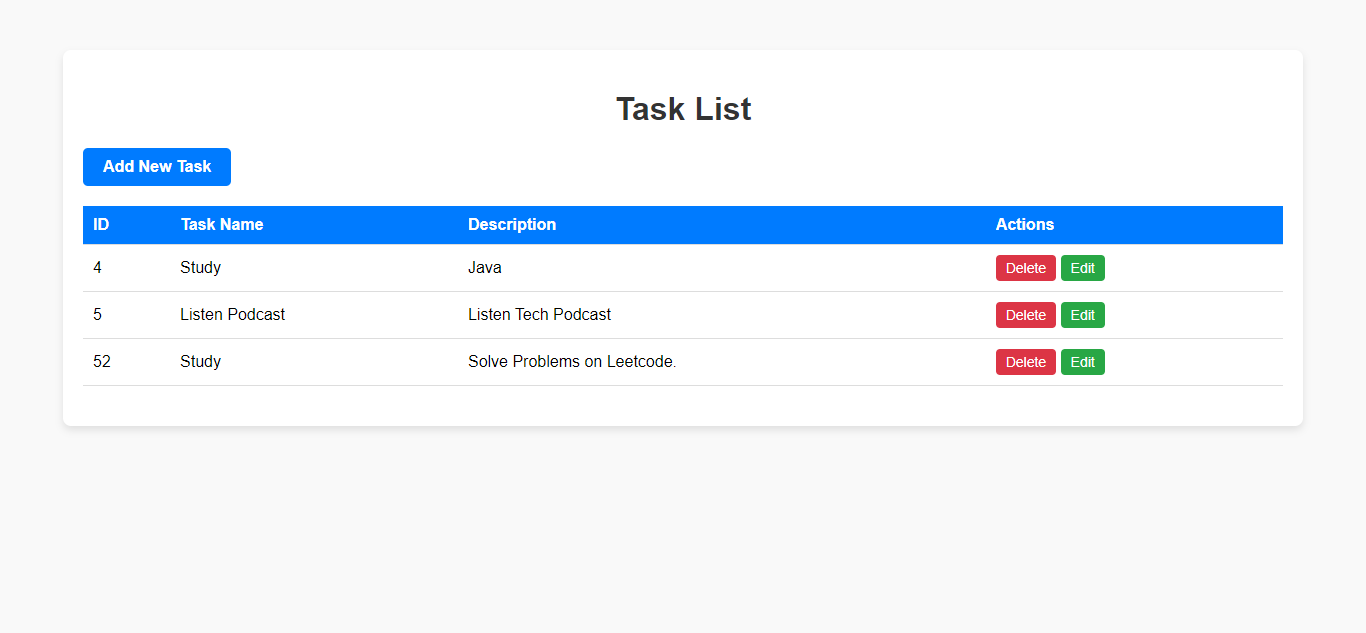 Task List
Add New Task
ID Task Name Description Actions
4 Study Java Delete Edit
5 Listen Podcast Listen Tech Podcast Delete Edit
52 Study Solve Problems on Leetcode. Delete Edit